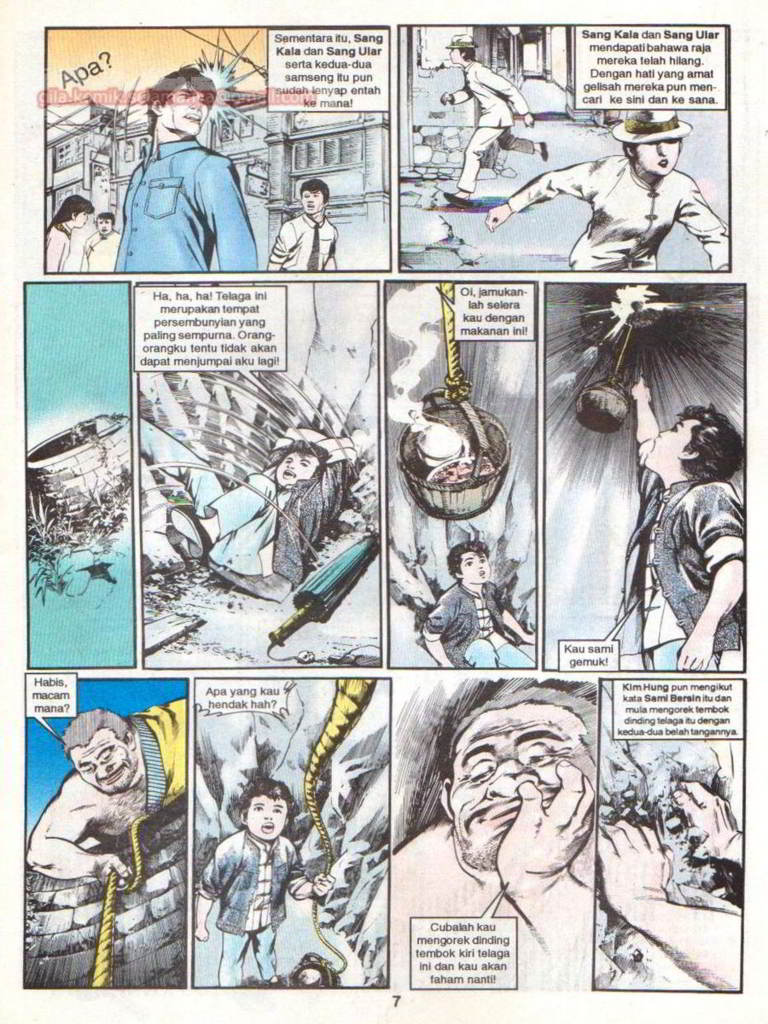 Apa?
gila.komik.selamanya@gmail.com
Sementara itu, Sang
Kala dan Sang Ular
serta kedua-dua
samseng itu pun
sudah lenyap entah
ke mana!
Sang Kala dan Sang Ular
mendapati bahawa raja
mereka telah hilang.
Dengan hati yang amat
gelisah mereka pun men-
cari ke sini dan ke sana.
Ha, ha, ha! Telaga ini
merupakan tempat
persembunyian yang
paling sempurna. Orang-
orangku tentu tidak akan
dapat menjumpai aku lagi!
Oi, jamukan-
lah selera
kau dengan
makanan ini!
Kau sami
gemuk!
Habis,
macam
mana?
Apa yang kau
hendak hah?
Cubalah kau
mengorek dinding
tembok kiri telaga
ini dan kau akan
faham nanti!
Kim Hung pun mengikut
kata Sami Bersin itu dan
mula mengorek tembok
dinding telaga itu dengan
kedua-dua belah tangannya.
7